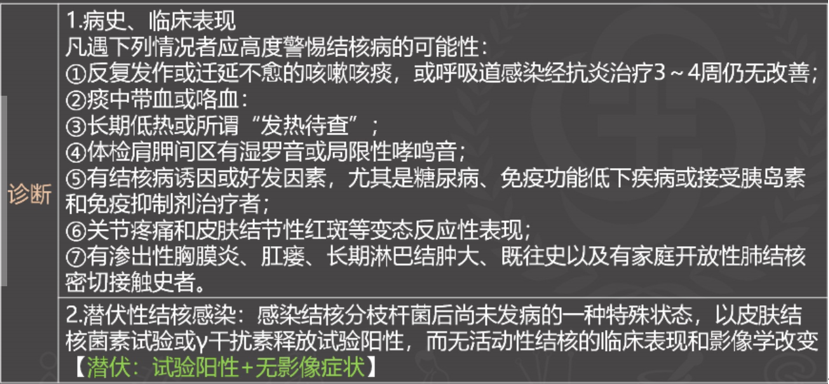 诊断
1.病史、临床表现
凡遇下列情况者应高度警惕结核病的可能性：
①反复发作或迁延不愈的咳嗽咳痰，或呼吸道感染经抗炎治疗3～4周仍无改善；
②痰中带血或咯血：
③长期低热或所谓“发热待查”；
④体检肩胛间区有湿罗音或局限性哮鸣音；
⑤有结核病诱因或好发因素，尤其是糖尿病、免疫功能低下疾病或接受胰岛素
和免疫抑制剂治疗者；
⑥关节疼痛和皮肤结节性红斑等变态反应性表现；
⑦有渗出性胸膜炎、肛瘘、长期淋巴结肿大、既往史以及有家庭开放性肺结核
密切接触史者。
2.潜伏性结核感染：感染结核分枝杆菌后尚未发病的一种特殊状态，以皮肤结
核菌素试验或γ干扰素释放试验阳性，而无活动性结核的临床表现和影像学改变
【潜伏：试验阳性+无影像症状】